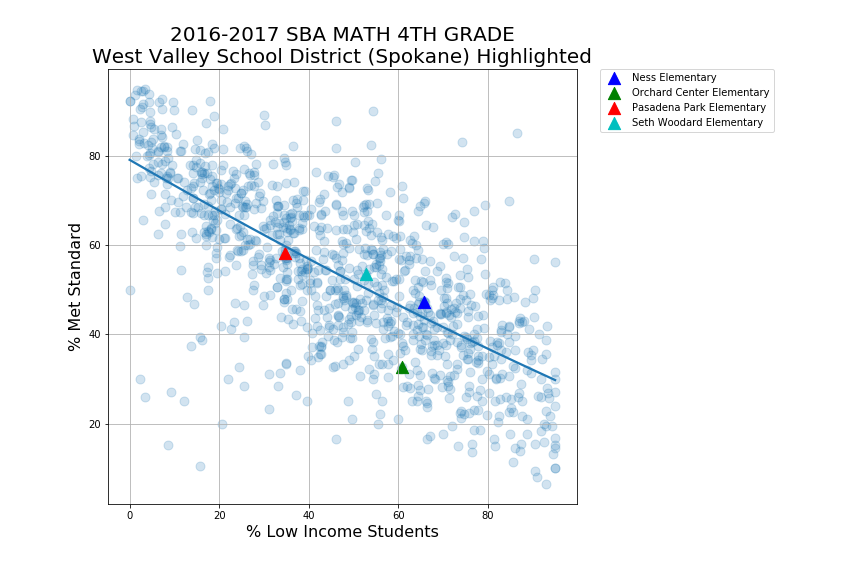 2016-2017 SBA MATH 4TH GRADE
West Valley School District (Spokane) Highlighted
Ness Elementary
Orchard Center Elementary
Pasadena Park Elementary
Seth Woodard Elementary
% Met Standard
80
60
40
20
0 20 40 60 80
% Low Income Students